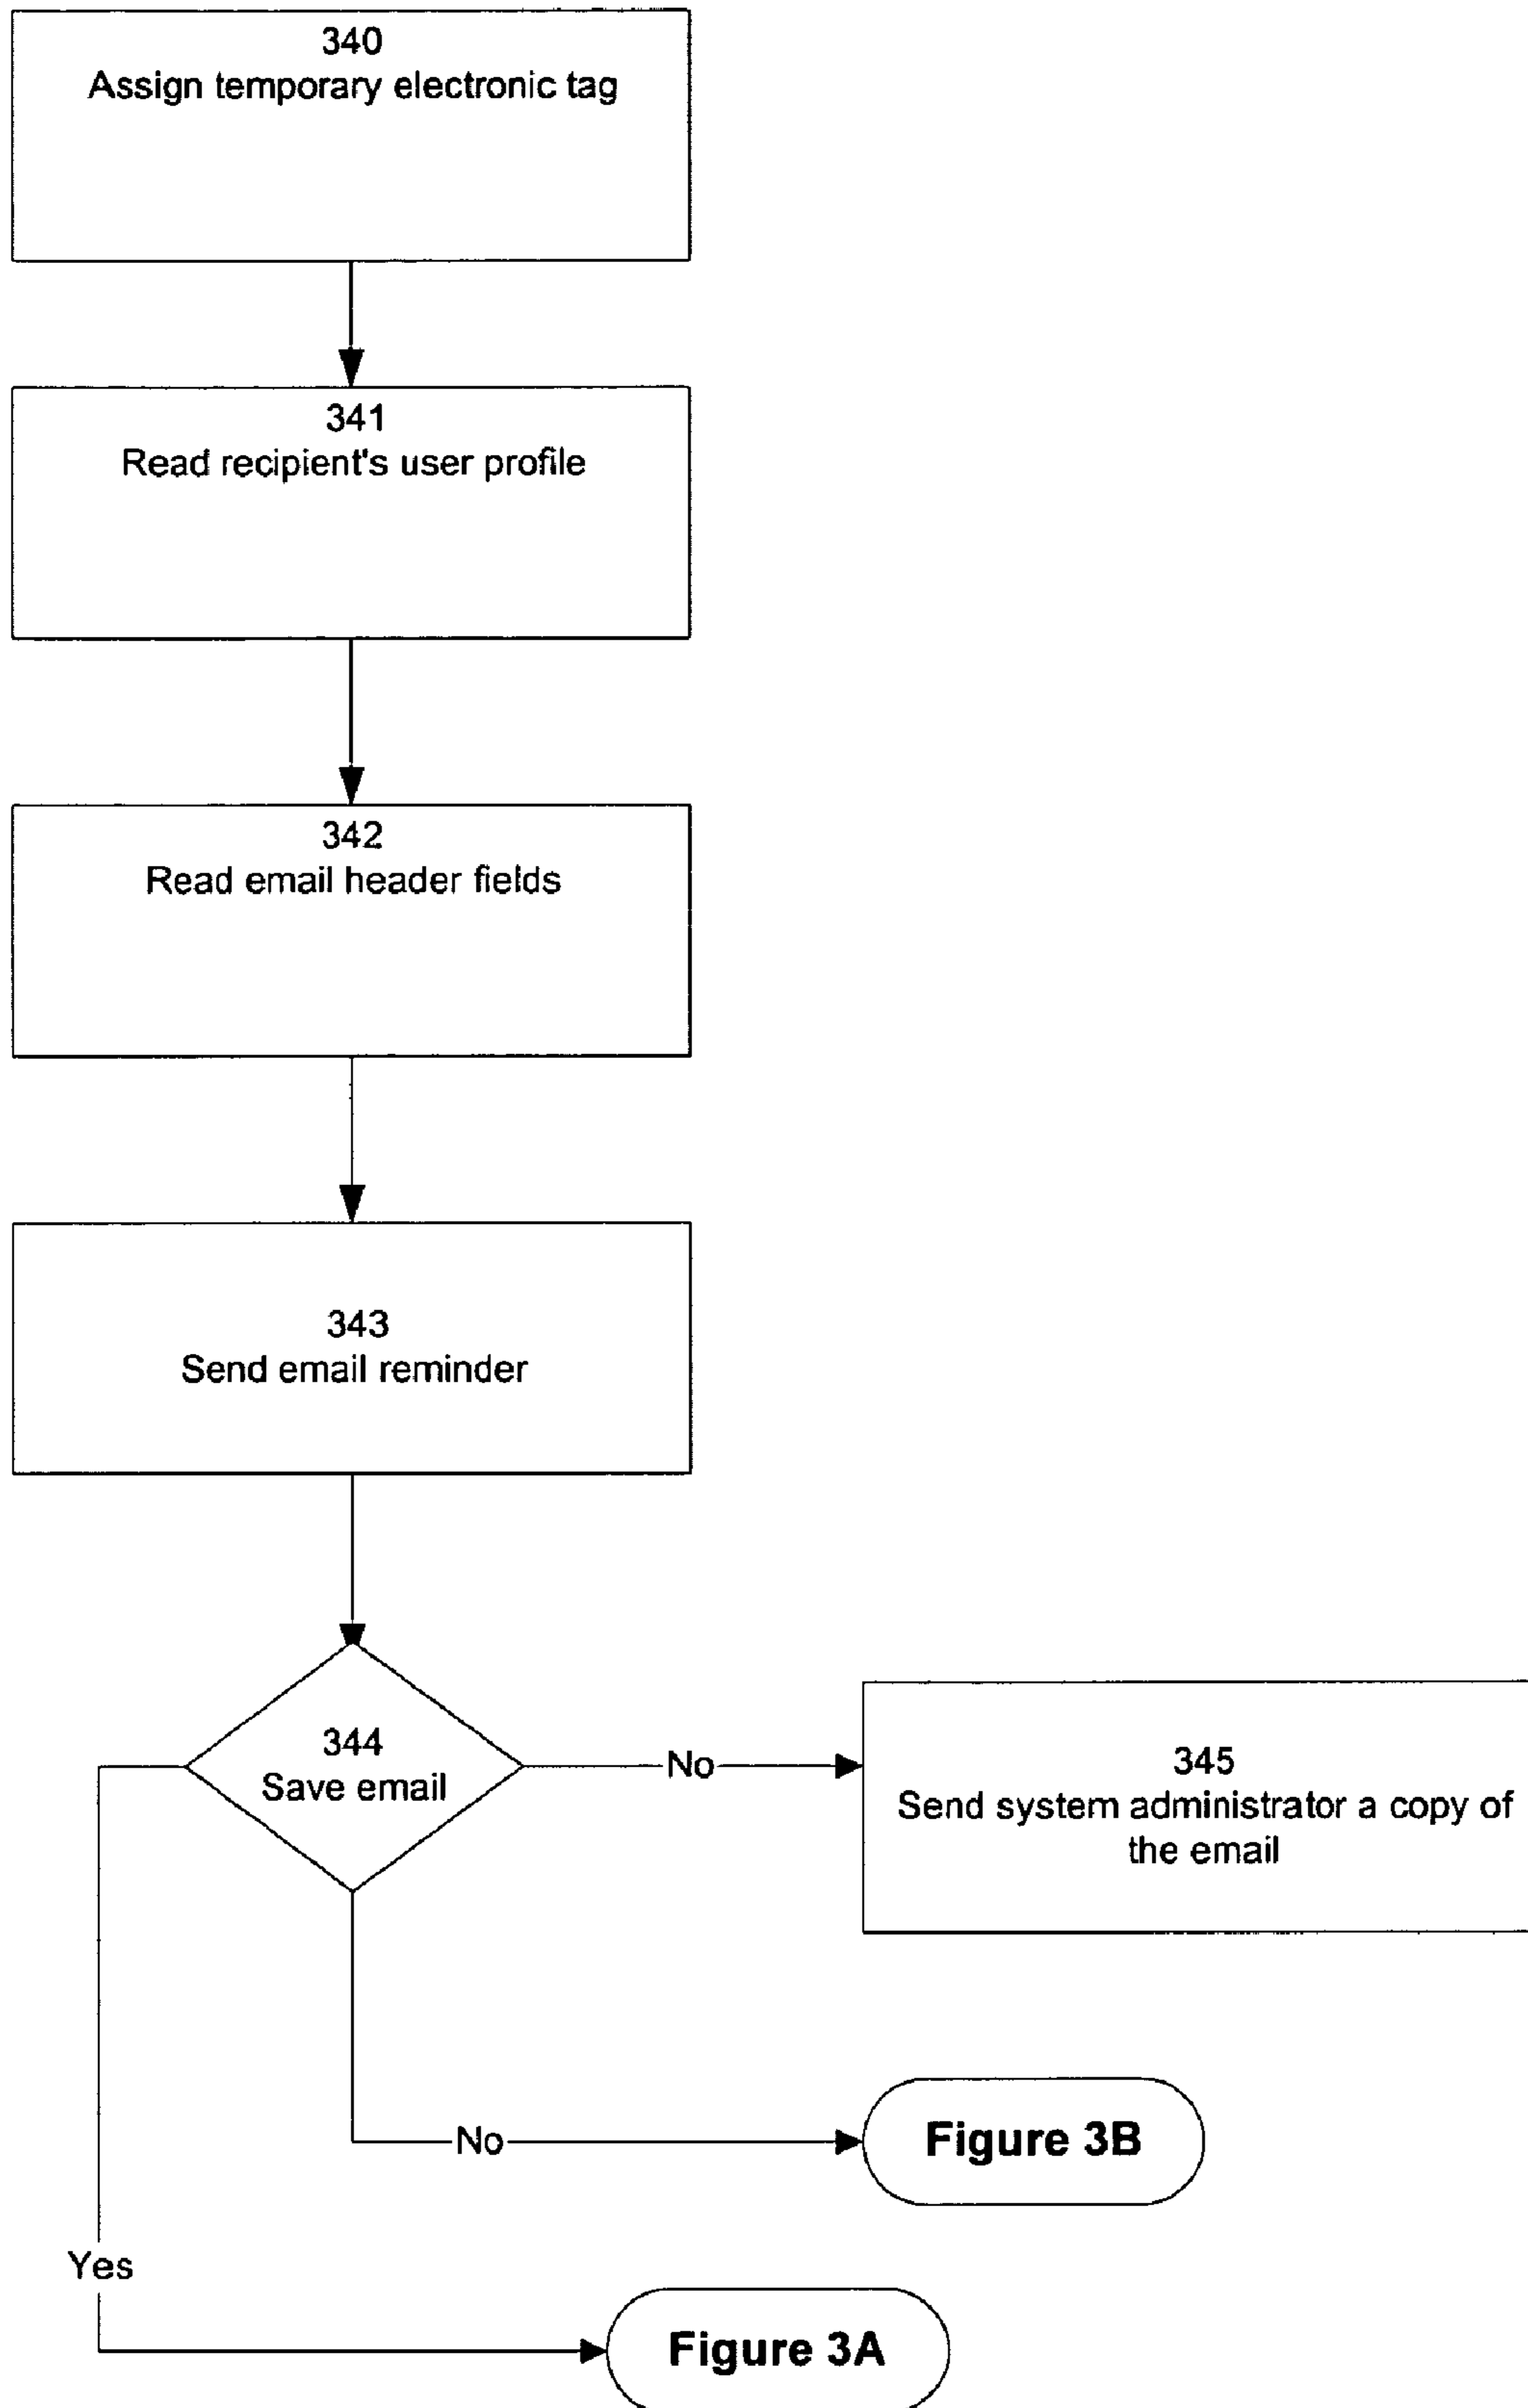 340
Assign temporary electronic tag
341
Read recipient's user profile
342
Read email header fields
343
Send email reminder
344
Save email
No
345
Send system administrator a copy of
the email
No
Figure 3B
Yes
Figure 3A